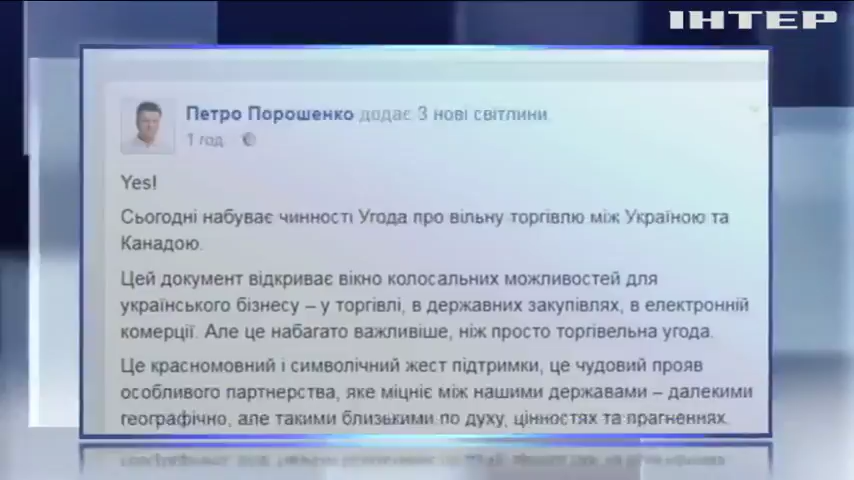 ІНТЕР
Петро Порошенко додає 3 нові світлини
1 год
Yes!
Сьогодні набуває чинності Угода про вільну торгівлю між Україною та
Канадою.
Цей документ відкриває вікно колосальних можливостей для
українського бізнесу – у торгівлі, в державних закупівлях, в електронній
комерції. Але це набагато важливіше, ніж просто торгівельна угода.
Це красномовний і символічний жест підтримки, це чудовий прояв
особливого партнерства, яке міцніє між нашими державами – далекими
географічно, але такими близькими по духу, цінностях та прагненнях.